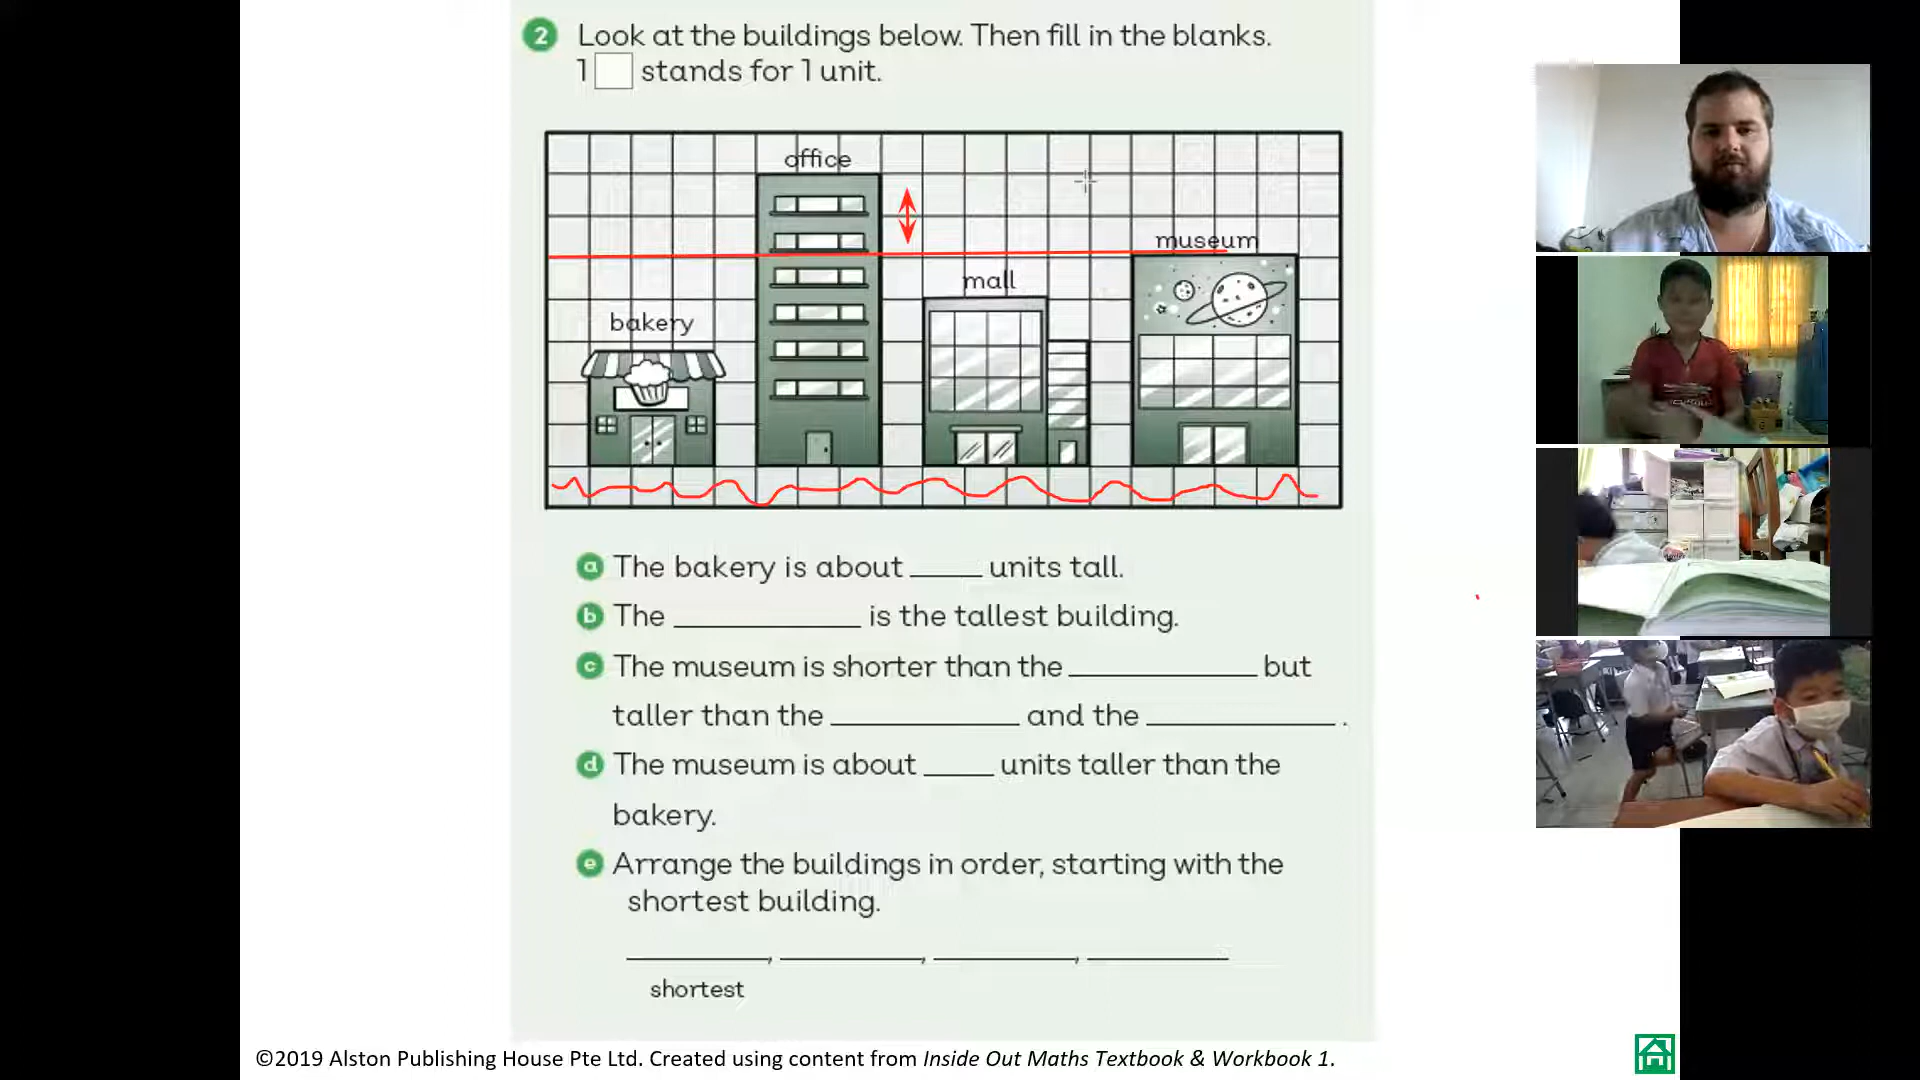 2 Look at the buildings below. Then fill in the blanks.
1 stands for 1 unit.
office
museum
mall
bakery
a The bakery is about ____ units tall.
b The ____________ is the tallest building.
c The museum is shorter than the ____________ but
taller than the ____________ and the ____________.
d The museum is about ____ units taller than the
bakery.
e Arrange the buildings in order, starting with the
shortest building.
_________, _________, _________, _________
shortest
©2019 Alston Publishing House Pte Ltd. Created using content from Inside Out Maths Textbook & Workbook 1.